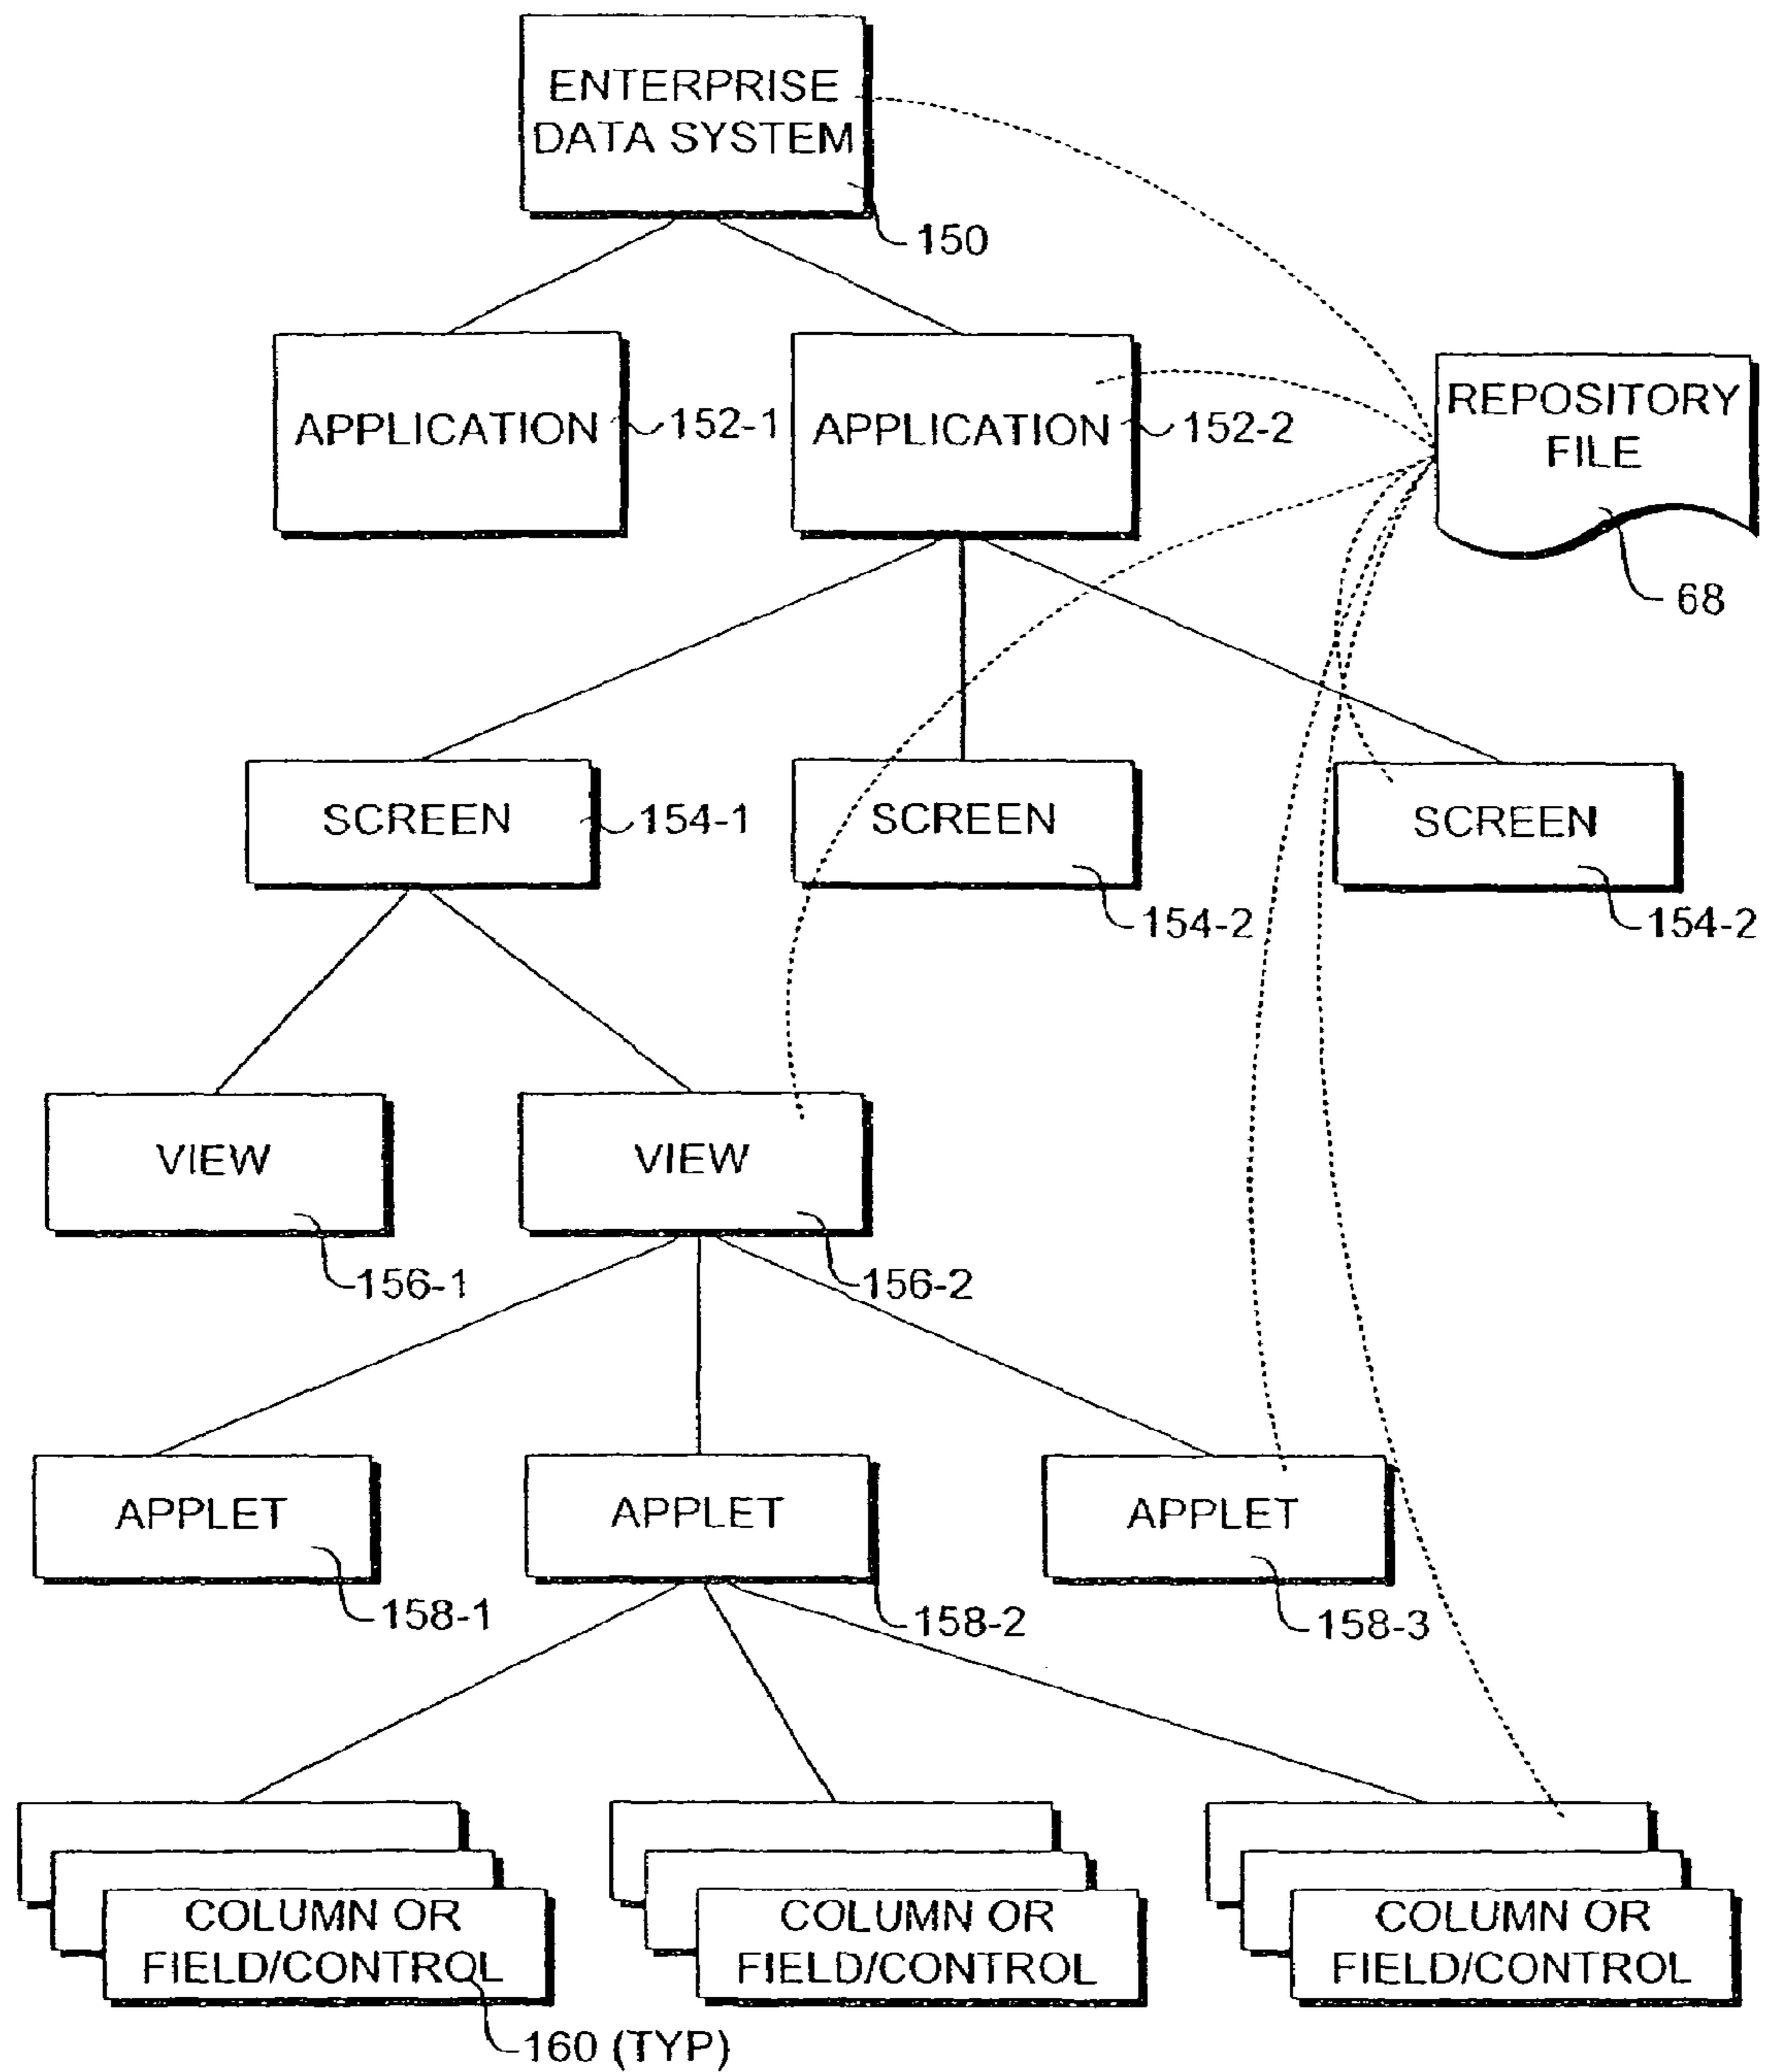 ENTERPRISE
DATA SYSTEM
150
APPLICATION
152-1
APPLICATION
152-2
REPOSITORY
FILE
68
SCREEN
154-1
SCREEN
154-2
SCREEN
154-2
VIEW
156-1
VIEW
156-2
APPLET
158-1
APPLET
158-2
APPLET
158-3
COLUMN OR
FIELD/CONTROL
160 (TYP)
COLUMN OR
FIELD/CONTROL
COLUMN OR
FIELD/CONTROL